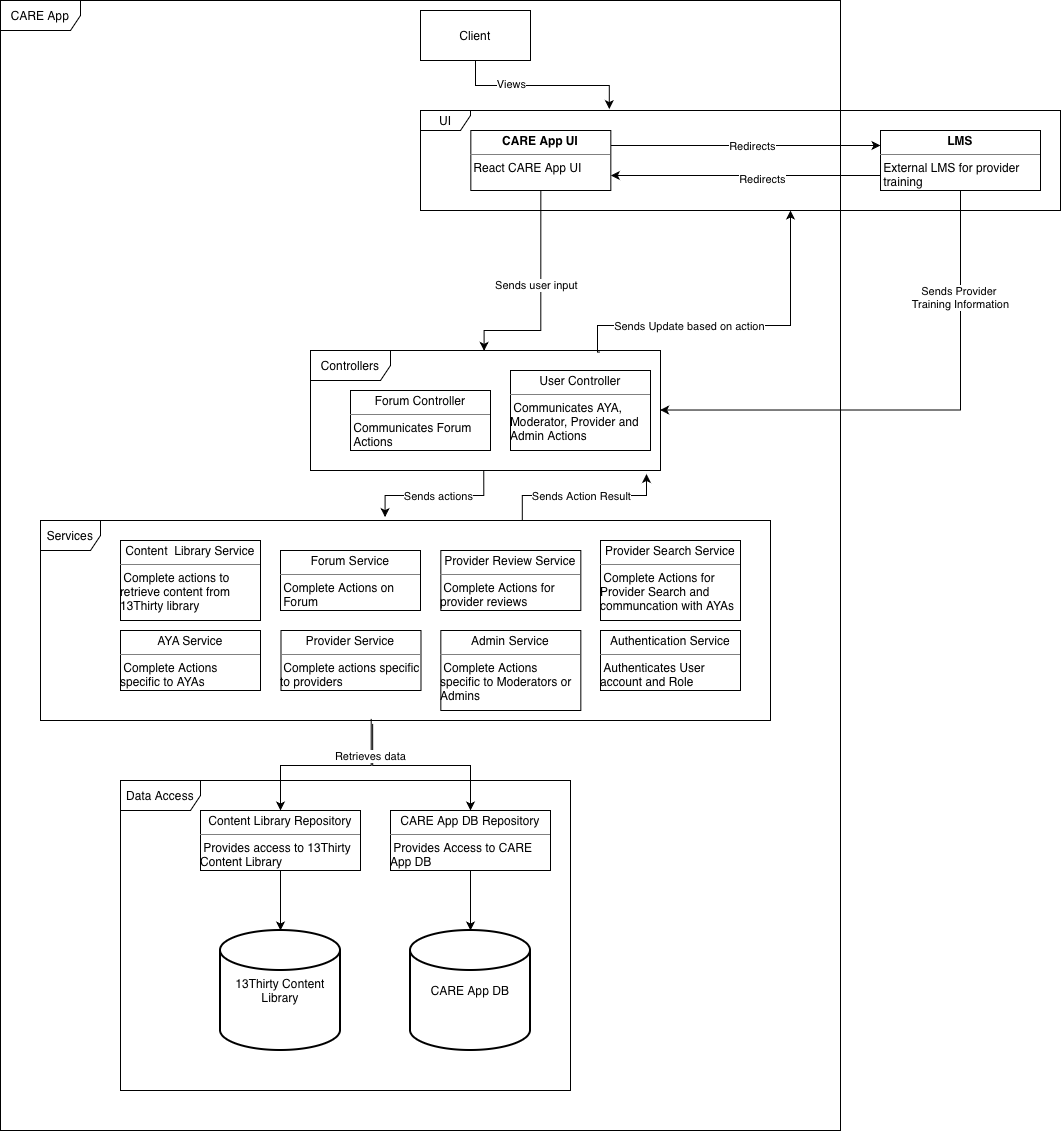 CARE App
Client
Views
UI
CARE App UI
React CARE App UI
Redirects
Redirects
LMS
External LMS for provider
training
Sends user input
Sends Update based on action
Sends Provider
Training Information
Controllers
Forum Controller
Communicates Forum
Actions
User Controller
Communicates AYA,
Moderator, Provider and
Admin Actions
Sends actions
Sends Action Result
Services
Content  Library Service
Complete actions to
retrieve content from
13Thirty library
Forum Service
Complete Actions on
Forum
Provider Review Service
Complete Actions for
provider reviews
Provider Search Service
Complete Actions for
Provider Search and
communcation with AYAs
AYA Service
Complete Actions
specific to AYAs
Provider Service
Complete actions specific
to providers
Admin Service
Complete Actions
specific to Moderators or
Admins
Authentication Service
Authenticates User
account and Role
Retrieves data
Data Access
Content Library Repository
Provides access to 13Thirty
Content Library
CARE App DB Repository
Provides Access to CARE
App DB
13Thirty Content
Library
CARE App DB